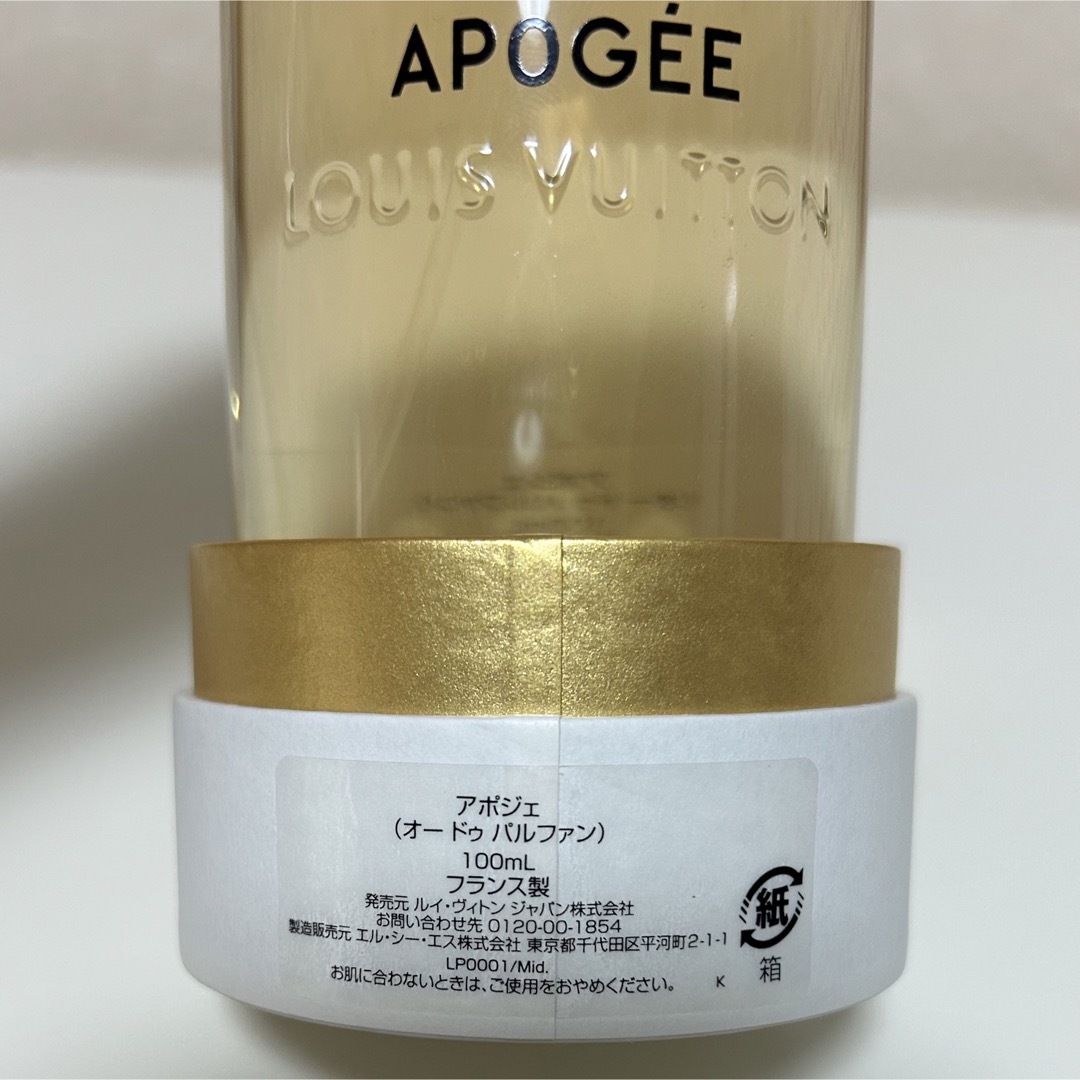 APOGÉE
LOUIS VUITTON
アポジェ
（オー ドゥ パルファン）
100mL
フランス製
発売元 ルイ・ヴィトン ジャパン株式会社
お問い合わせ先 0120-00-1854
製造販売元 エル・シー・エス株式会社 東京都千代田区平河町2-1-1
LP0001/Mid.
お肌に合わないときは、ご使用をおやめください。
K
紙
箱